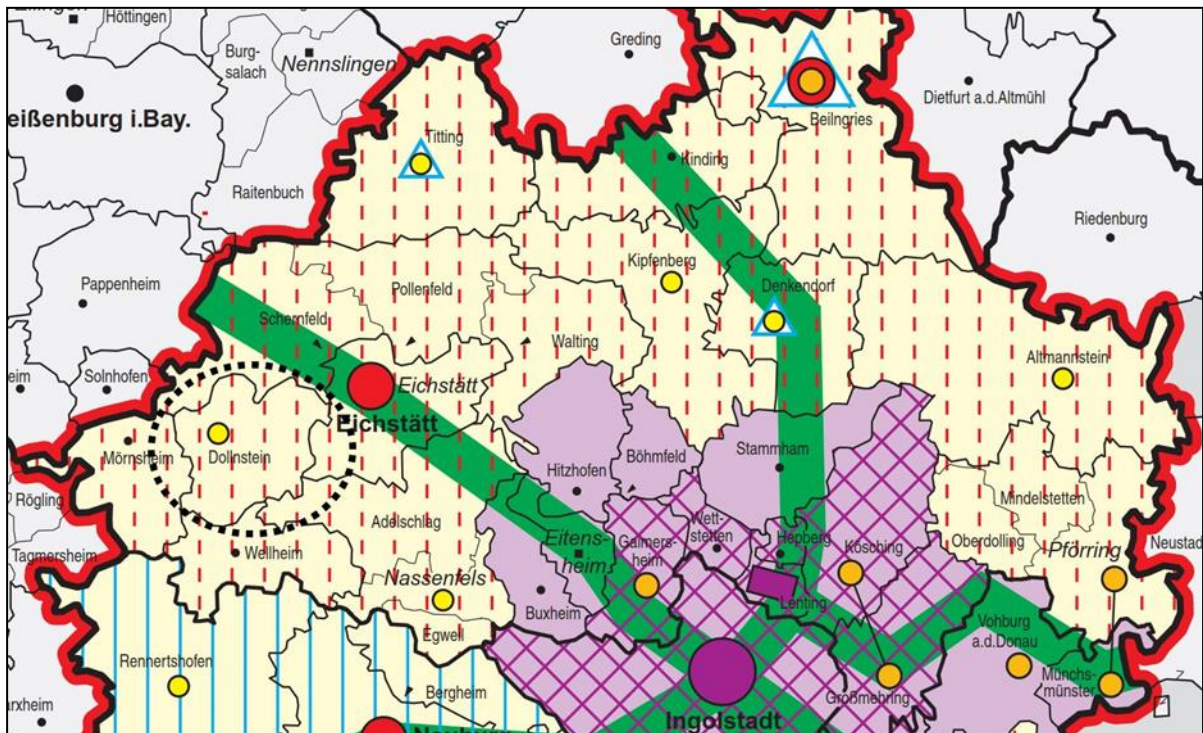 Höttingen
Burg-
salach
Nennslingen
Greding
Dietfurt a.d.Altmühl
eißenburg i.Bay.
Beilngries
Titting
Kinding
Raitenbuch
Riedenburg
Pappenheim
Kipfenberg
Denkendorf
Pollenfeld
Schernfeld
Walting
Altmannstein
eim
Solnhofen
Eichstätt
Eichstätt
Mörnsheim
Dollnstein
Hitzhofen
Böhmfeld
Stammham
Rögling
Mindelstetten
Adelschlag
Wett-
stetten
Hepberg
Kösching
Oberdolling
Pförring
Neustad
Tagmersheim
Wellheim
Eitens-
heim
Gaimers-
heim
Nassenfels
Buxheim
Lenting
Vohburg
a.d.Donau
Egweil
Rennertshofen
Bergheim
Großmehring
Münchs-
münster
arxheim
Ingolstadt